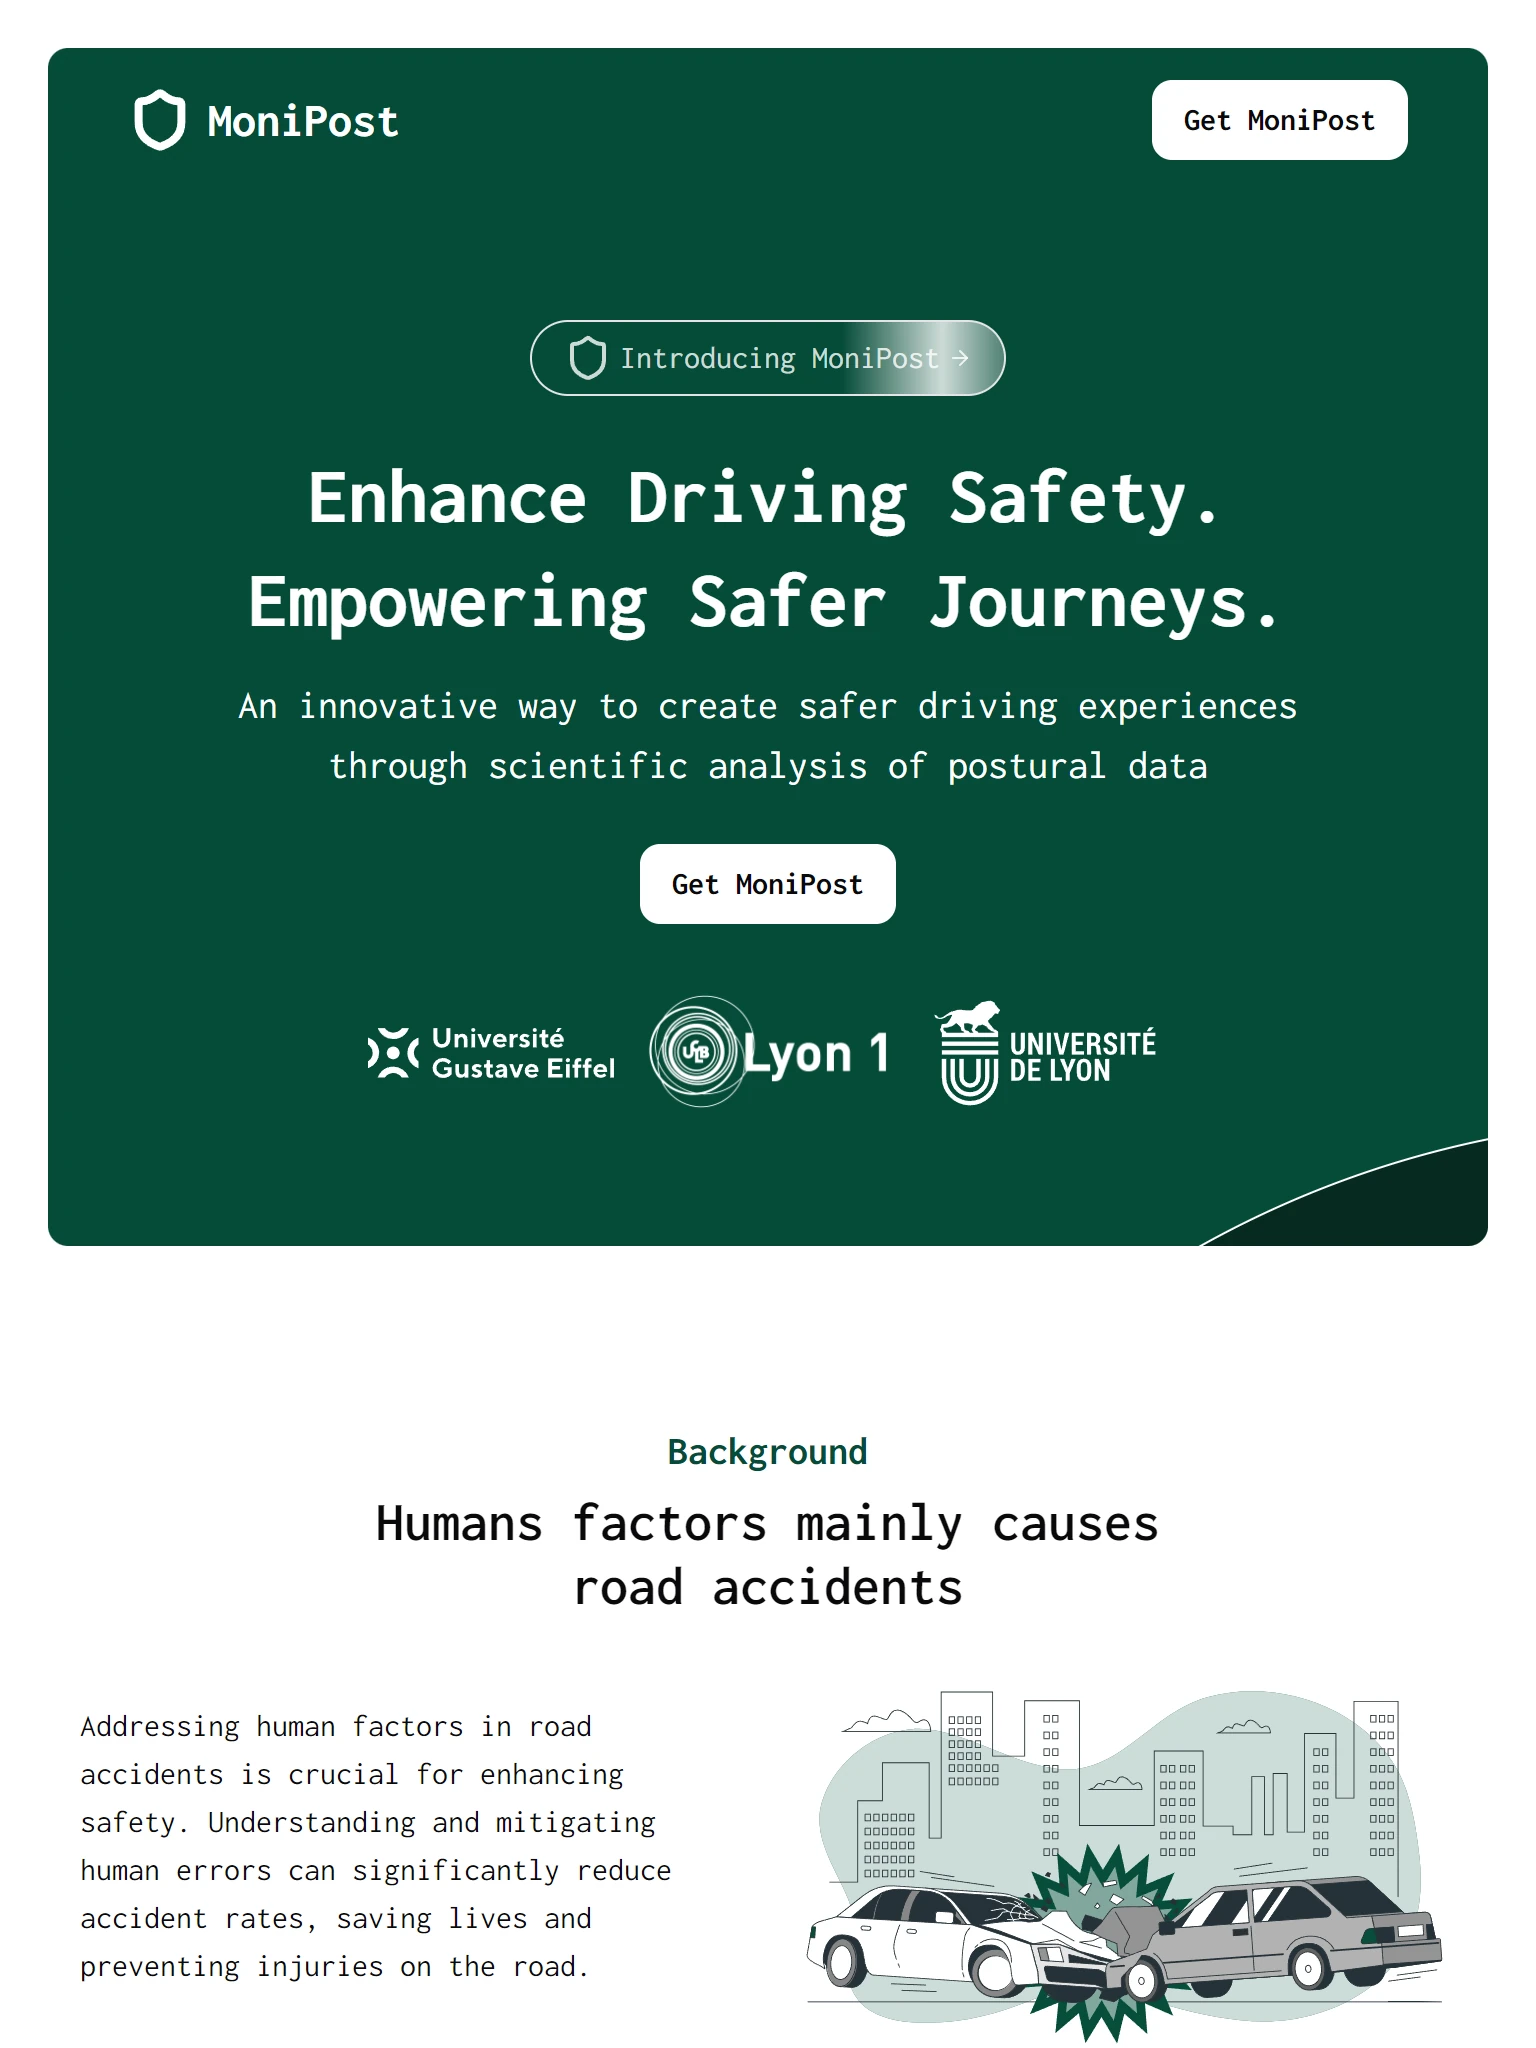 MoniPost
Get MoniPost
Introducing MoniPost →
Enhance Driving Safety.
Empowering Safer Journeys.
An innovative way to create safer driving experiences
through scientific analysis of postural data
Get MoniPost
Université
Gustave Eiffel
UCLB
Lyon 1
UNIVERSITÉ
DE LYON
Background
Humans factors mainly causes
road accidents
Addressing human factors in road
accidents is crucial for enhancing
safety. Understanding and mitigating
human errors can significantly reduce
accident rates, saving lives and
preventing injuries on the road.